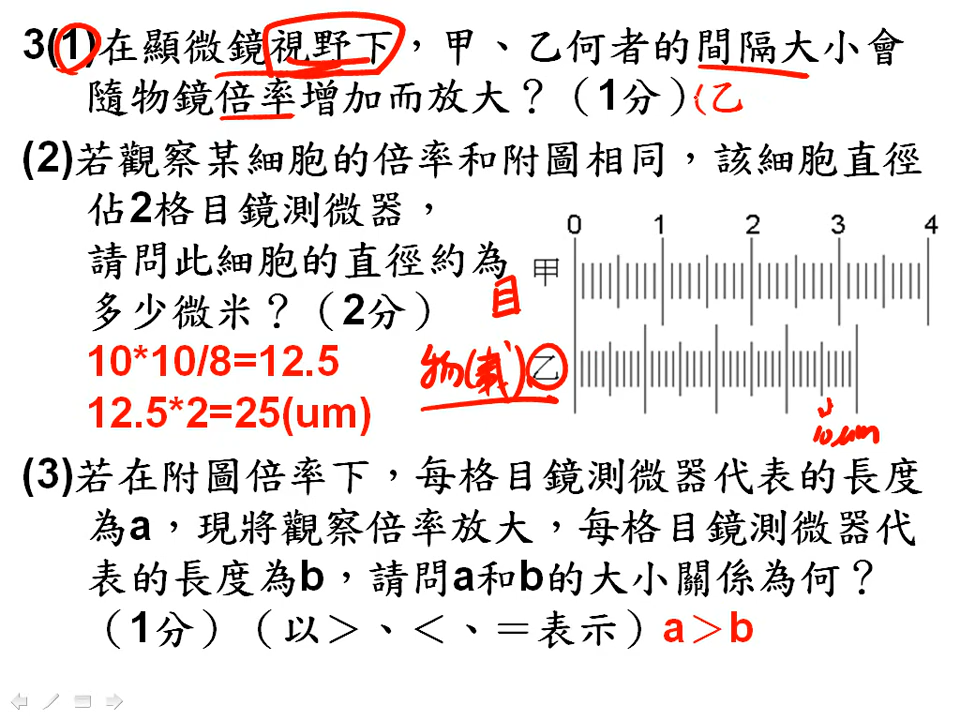 3(1)在顯微鏡視野下，甲、乙何者的間隔大小會
隨物鏡倍率增加而放大？（1分）(乙
(2)若觀察某細胞的倍率和附圖相同，該細胞直徑
佔2格目鏡測微器，
請問此細胞的直徑約為
多少微米？（2分）
10*10/8=12.5
12.5*2=25(um)
0 1 2 3 4
目 甲
物(載) 乙
10 um
(3)若在附圖倍率下，每格目鏡測微器代表的長度
為a，現將觀察倍率放大，每格目鏡測微器代
表的長度為b，請問a和b的大小關係為何？
（1分）（以＞、＜、＝表示）a＞b